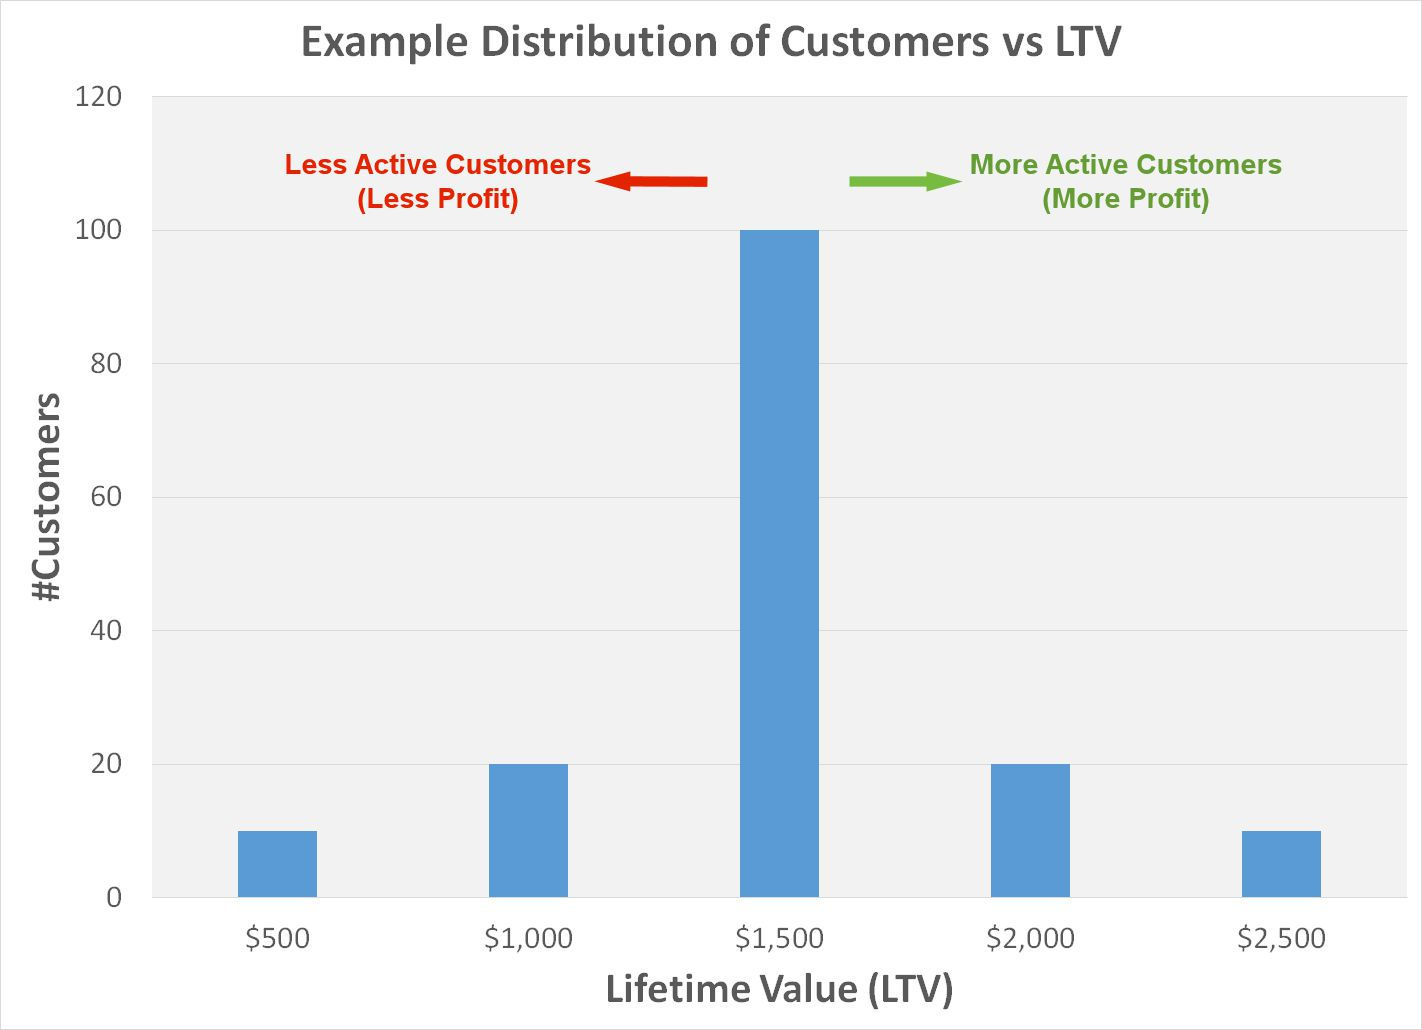 Example Distribution of Customers vs LTV
120
Less Active Customers
(Less Profit)
More Active Customers
(More Profit)
100
80
60
40
20
0
#Customers
$500
$1,000
$1,500
$2,000
$2,500
Lifetime Value (LTV)